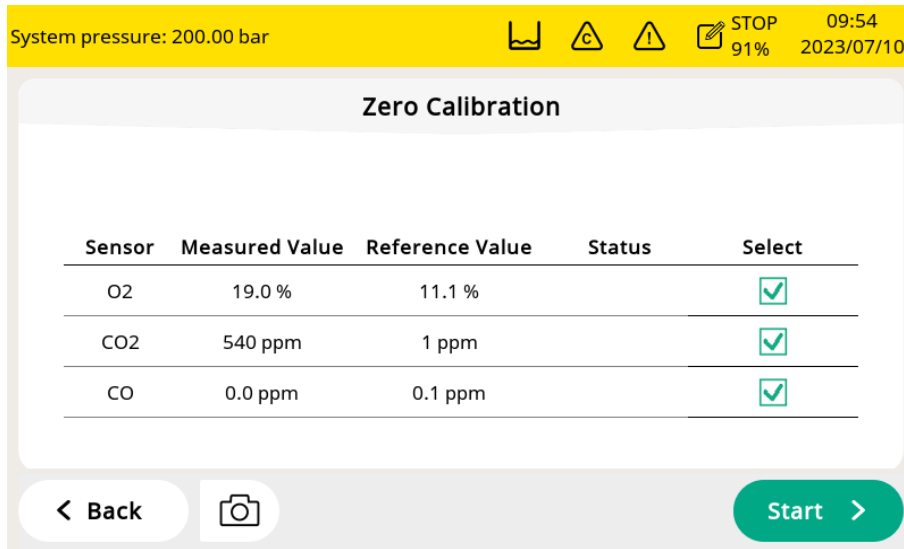 System pressure: 200.00 bar
C
!
STOP
91%
09:54
2023/07/10
Zero Calibration
Sensor Measured Value Reference Value Status Select
O2 19.0 % 11.1 %
CO2 540 ppm 1 ppm
CO 0.0 ppm 0.1 ppm
Back
Start